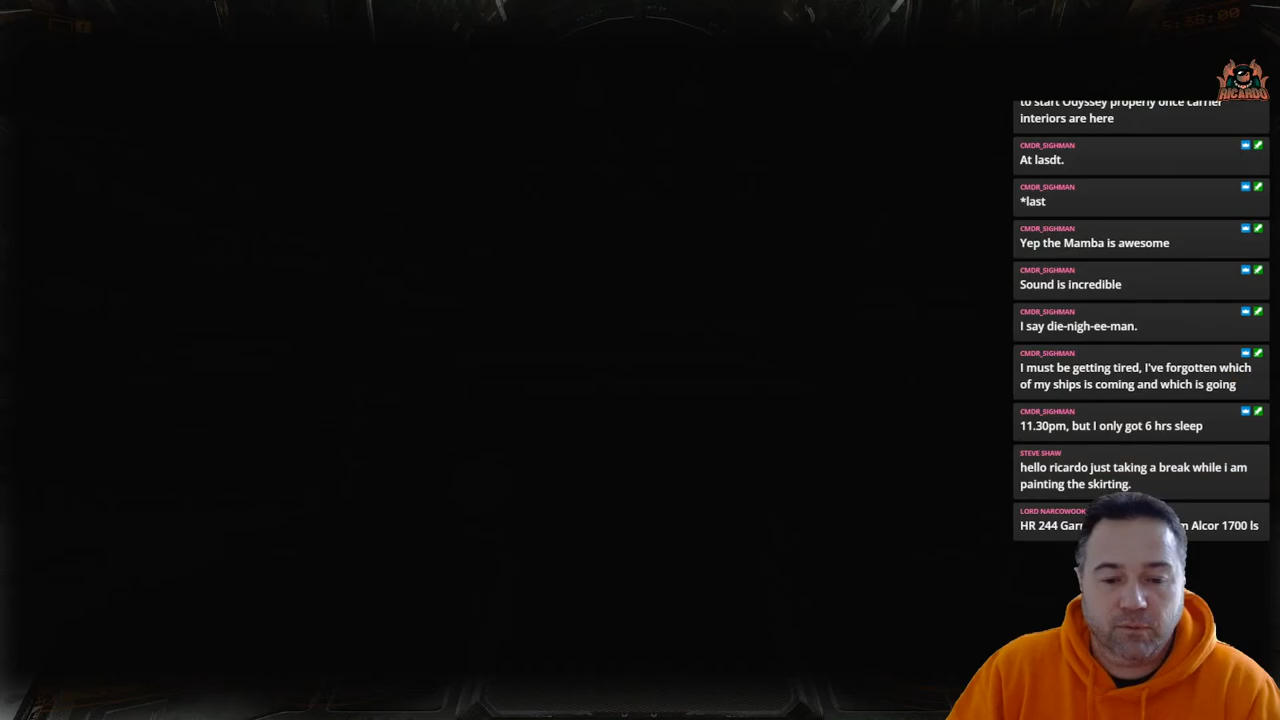 RICARDO
to start Odyssey properly once carrier
interiors are here
CMDR_SIGHMAN
At lasdt.
CMDR_SIGHMAN
*last
CMDR_SIGHMAN
Yep the Mamba is awesome
CMDR_SIGHMAN
Sound is incredible
CMDR_SIGHMAN
I say die-nigh-ee-man.
CMDR_SIGHMAN
I must be getting tired, I've forgotten which
of my ships is coming and which is going
CMDR_SIGHMAN
11.30pm, but I only got 6 hrs sleep
STEVE SHAW
hello ricardo just taking a break while i am
painting the skirting.
LORD NARCOWOOK
HR 244 Alcor 1700 ls